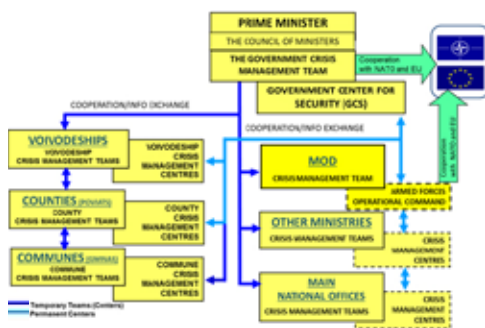 PRIME MINISTER
THE COUNCIL OF MINISTERS
THE GOVERNMENT CRISIS
MANAGEMENT TEAM
Cooperation
with NATO and EU
GOVERNMENT CENTER FOR
SECURITY (GCS)
COOPERATION/INFO EXCHANGE
COOPERATION/INFO EXCHANGE
Cooperation
with NATO and EU
VOIVODESHIPS
VOIVODESHIP
CRISIS MANAGEMENT TEAMS
VOIVODESHIP
CRISIS
MANAGEMENT
CENTRES
MOD
CRISIS MANAGEMENT TEAM
ARMED FORCES
OPERATIONAL COMMAND
COUNTIES (POVIATS)
COUNTY
CRISIS MANAGEMENT TEAMS
COUNTY
CRISIS
MANAGEMENT
CENTRES
OTHER MINISTRIES
CRISIS MANAGEMENT TEAMS
CRISIS
MANAGEMENT
CENTRES
COMMUNES (GMINAS)
COMMUNE
CRISIS MANAGEMENT TEAMS
COMMUNE
CRISIS
MANAGEMENT
CENTRES
MAIN
NATIONAL OFFICES
CRISIS MANAGEMENT TEAMS
CRISIS
MANAGEMENT
CENTRES
Temporary Teams (Centers)
Permanent Centers